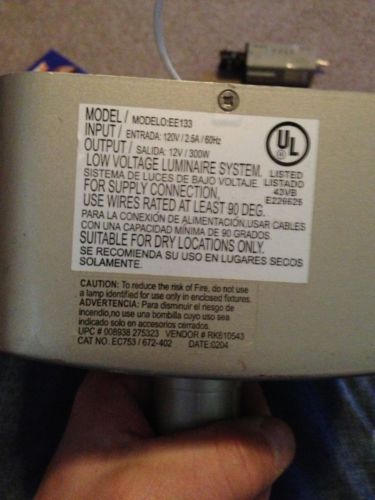 MODEL / MODELO:EE133
INPUT / ENTRADA: 120V / 2.5A / 60Hz
OUTPUT / SALIDA: 12V / 300W
LOW VOLTAGE LUMINAIRE SYSTEM.
SISTEMA DE LUCES DE BAJO VOLTAJE.
FOR SUPPLY CONNECTION,
USE WIRES RATED AT LEAST 90 DEG.
PARA LA CONEXIÓN DE ALIMENTACIÓN,USAR CABLES
CON UNA CAPACIDAD MÍNIMA DE 90 GRADOS.
SUITABLE FOR DRY LOCATIONS ONLY.
SE RECOMIENDA SU USO EN LUGARES SECOS
SOLAMENTE.
UL
LISTED
LISTADO
43VB
E226625
CAUTION: To reduce the risk of Fire, do not use
a lamp identified for use only in enclosed fixtures.
ADVERTENCIA: Para disminuir el riesgo de
incendio,no use una bombilla cuyo uso sea
indicado solo en accesorios cerrados.
UPC # 008938 275323 VENDOR # RK610543
CAT NO. EC753 / 672-402 DATE:0204